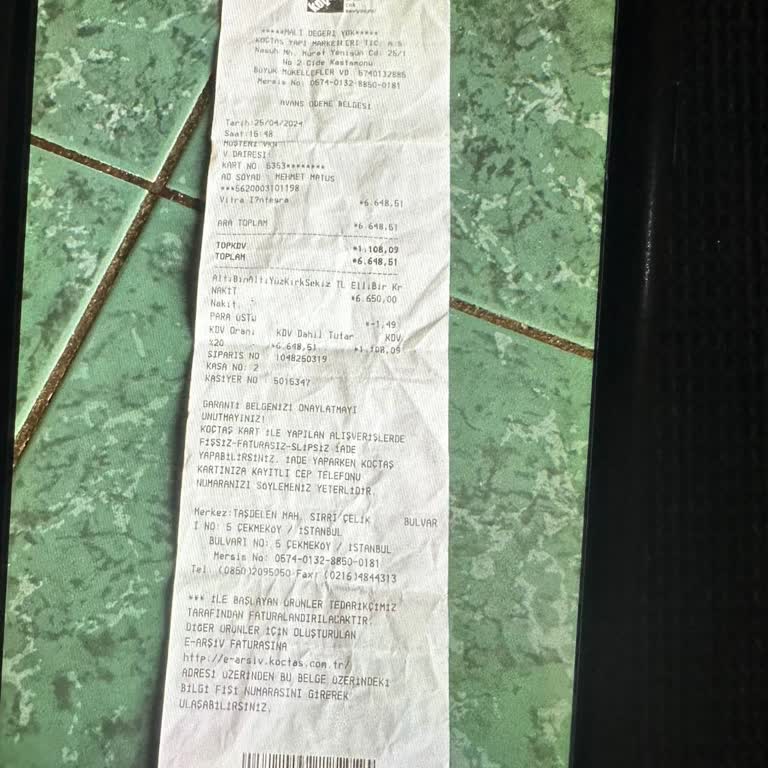 *****MALİ DEĞERİ YOK*****
KOÇTAŞ YAPI MARKETLERİ TİC. A.Ş.
Nasuh Mh. Murat Yenigün Cd. 25/1
No 2 Cide Kastamonu
BÜYÜK MÜKELLEFLER VD 5740132885
Mersis No: 0574-0132-8850-0181
AVANS ÖDEME BELGESİ
Tarih:25/04/2024
Saat:15:48
MÜŞTERİ VKN
V.DAİRESİ:
KART NO 5353********
AD SOYAD : MEHMET MATUS
***5620003101198
Vitra I?ntegra *6.648,51
ARA TOPLAM *6.648,51
TOPKDV *1.108,09
TOPLAM *6.648,51
AltıBinAltıYüzKırkSekiz TL ElliBir Kr
NAKİT *6.650,00
Nakit.
PARA ÜSTÜ *-1,49
KDV Oranı KDV Dahil Tutar KDV
%20 *6.648,51 *1.108,09
SİPARİŞ NO 1048250319
KASA NO: 2
KASİYER NO 5015347
GARANTİ BELGENİZİ ONAYLATMAYI
UNUTMAYINIZ!
KOÇTAŞ KART İLE YAPILAN ALIŞVERİŞLERDE
FİŞSİZ-FATURASIZ-SLİPSİZ İADE
YAPABİLİRSİNİZ. İADE YAPARKEN KOÇTAŞ
KARTINIZA KAYITLI CEP TELEFONU
NUMARANIZI SÖYLEMENİZ YETERLİDİR.
Merkez:TAŞDELEN MAH. SIRRI ÇELİK BULVAR
I NO: 5 ÇEKMEKÖY / İSTANBUL
BULVARI NO: 5 ÇEKMEKÖY / İSTANBUL
Mersis No: 0574-0132-8850-0181
Tel :(0850)2095050 Fax: (0216)4844313
*** İLE BAŞLAYAN ÜRÜNLER TEDARİKÇİMİZ
TARAFINDAN FATURALANDIRILACAKTIR.
DİĞER ÜRÜNLER İÇİN OLUŞTURULAN
E-ARŞİV FATURASINA
http://e-arsiv.koctas.com.tr/
ADRESİ ÜZERİNDEN BU BELGE ÜZERİNDEKİ
BİLGİ FİŞİ NUMARASINI GİREREK
ULAŞABİLİRSİNİZ.